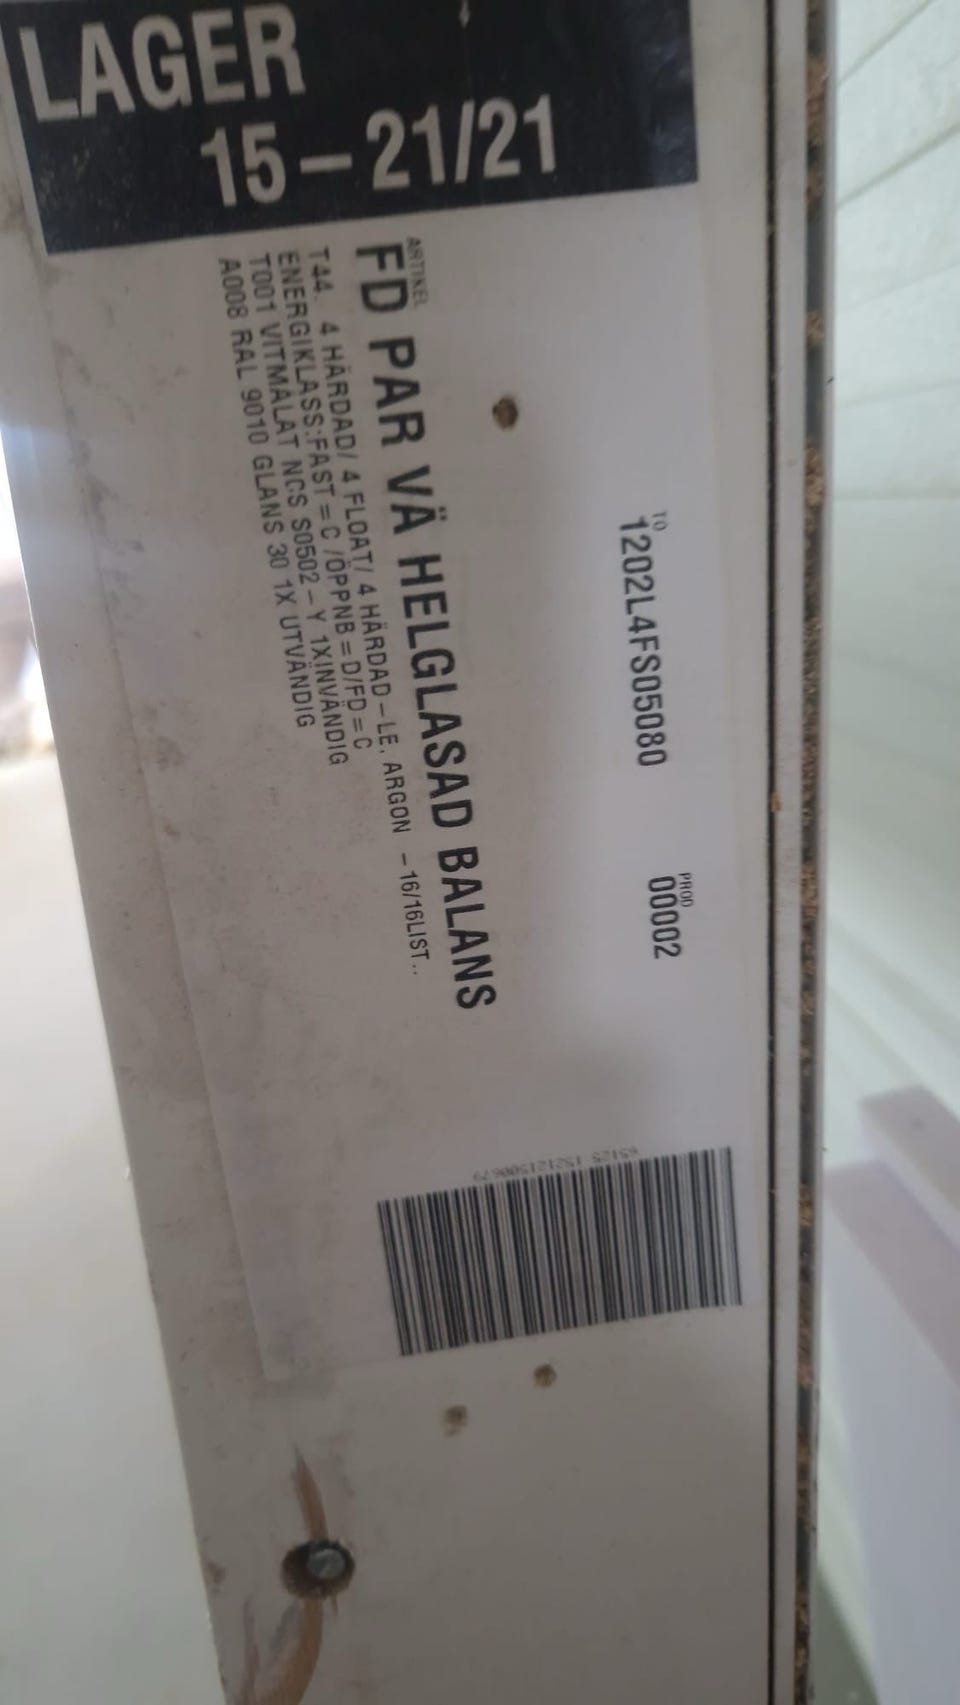 LAGER
15-21/21
TO
1202L4FS05080
PROD
00002
ARTIKEL
FD PAR VÄ HELGLASAD BALANS
T44. 4 HÄRDAD/ 4 FLOAT/ 4 HÄRDAD-LE. ARGON -16/16LIST..
ENERGIKLASS:FAST=C /ÖPPNB=D/FD=C
T001 VITMÅLAT NCS S0502-Y 1XINVÄNDIG
A008 RAL 9010 GLANS 30 1X UTVÄNDIG
65125 152121500679